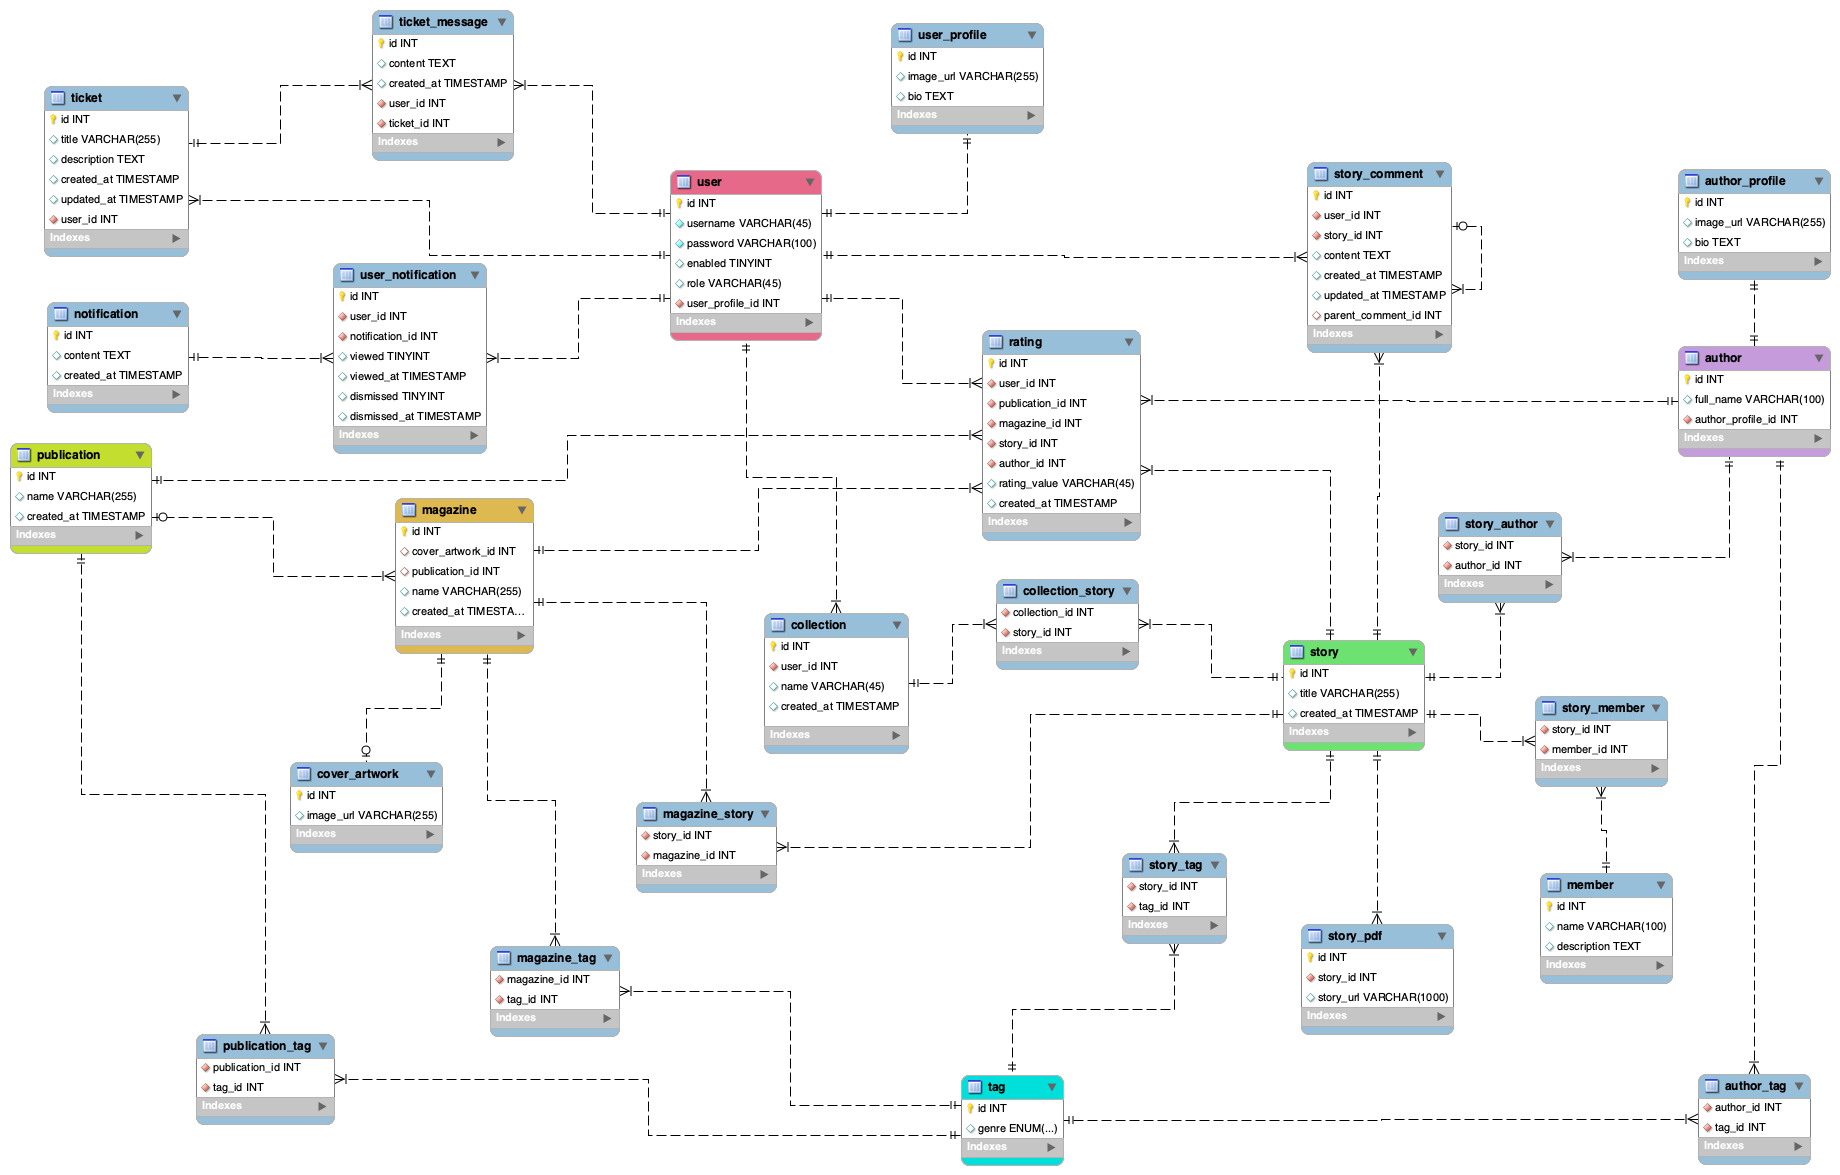 ticket_message
id INT
content TEXT
created_at TIMESTAMP
user_id INT
ticket_id INT
Indexes
user_profile
id INT
image_url VARCHAR(255)
bio TEXT
Indexes
ticket
id INT
title VARCHAR(255)
description TEXT
created_at TIMESTAMP
updated_at TIMESTAMP
user_id INT
Indexes
user
id INT
username VARCHAR(45)
password VARCHAR(100)
enabled TINYINT
role VARCHAR(45)
user_profile_id INT
Indexes
story_comment
id INT
user_id INT
story_id INT
content TEXT
created_at TIMESTAMP
updated_at TIMESTAMP
parent_comment_id INT
Indexes
author_profile
id INT
image_url VARCHAR(255)
bio TEXT
Indexes
user_notification
id INT
user_id INT
notification_id INT
viewed TINYINT
viewed_at TIMESTAMP
dismissed TINYINT
dismissed_at TIMESTAMP
Indexes
notification
id INT
content TEXT
created_at TIMESTAMP
Indexes
rating
id INT
user_id INT
publication_id INT
magazine_id INT
story_id INT
author_id INT
rating_value VARCHAR(45)
created_at TIMESTAMP
Indexes
author
id INT
full_name VARCHAR(100)
author_profile_id INT
Indexes
publication
id INT
name VARCHAR(255)
created_at TIMESTAMP
Indexes
magazine
id INT
cover_artwork_id INT
publication_id INT
name VARCHAR(255)
created_at TIMESTA...
Indexes
story_author
story_id INT
author_id INT
Indexes
collection_story
collection_id INT
story_id INT
Indexes
collection
id INT
user_id INT
name VARCHAR(45)
created_at TIMESTAMP
Indexes
story
id INT
title VARCHAR(255)
created_at TIMESTAMP
Indexes
story_member
story_id INT
member_id INT
Indexes
cover_artwork
id INT
image_url VARCHAR(255)
Indexes
magazine_story
story_id INT
magazine_id INT
Indexes
story_tag
story_id INT
tag_id INT
Indexes
member
id INT
name VARCHAR(100)
description TEXT
Indexes
story_pdf
id INT
story_id INT
story_url VARCHAR(1000)
Indexes
magazine_tag
magazine_id INT
tag_id INT
Indexes
publication_tag
publication_id INT
tag_id INT
Indexes
tag
id INT
genre ENUM(...)
Indexes
author_tag
author_id INT
tag_id INT
Indexes